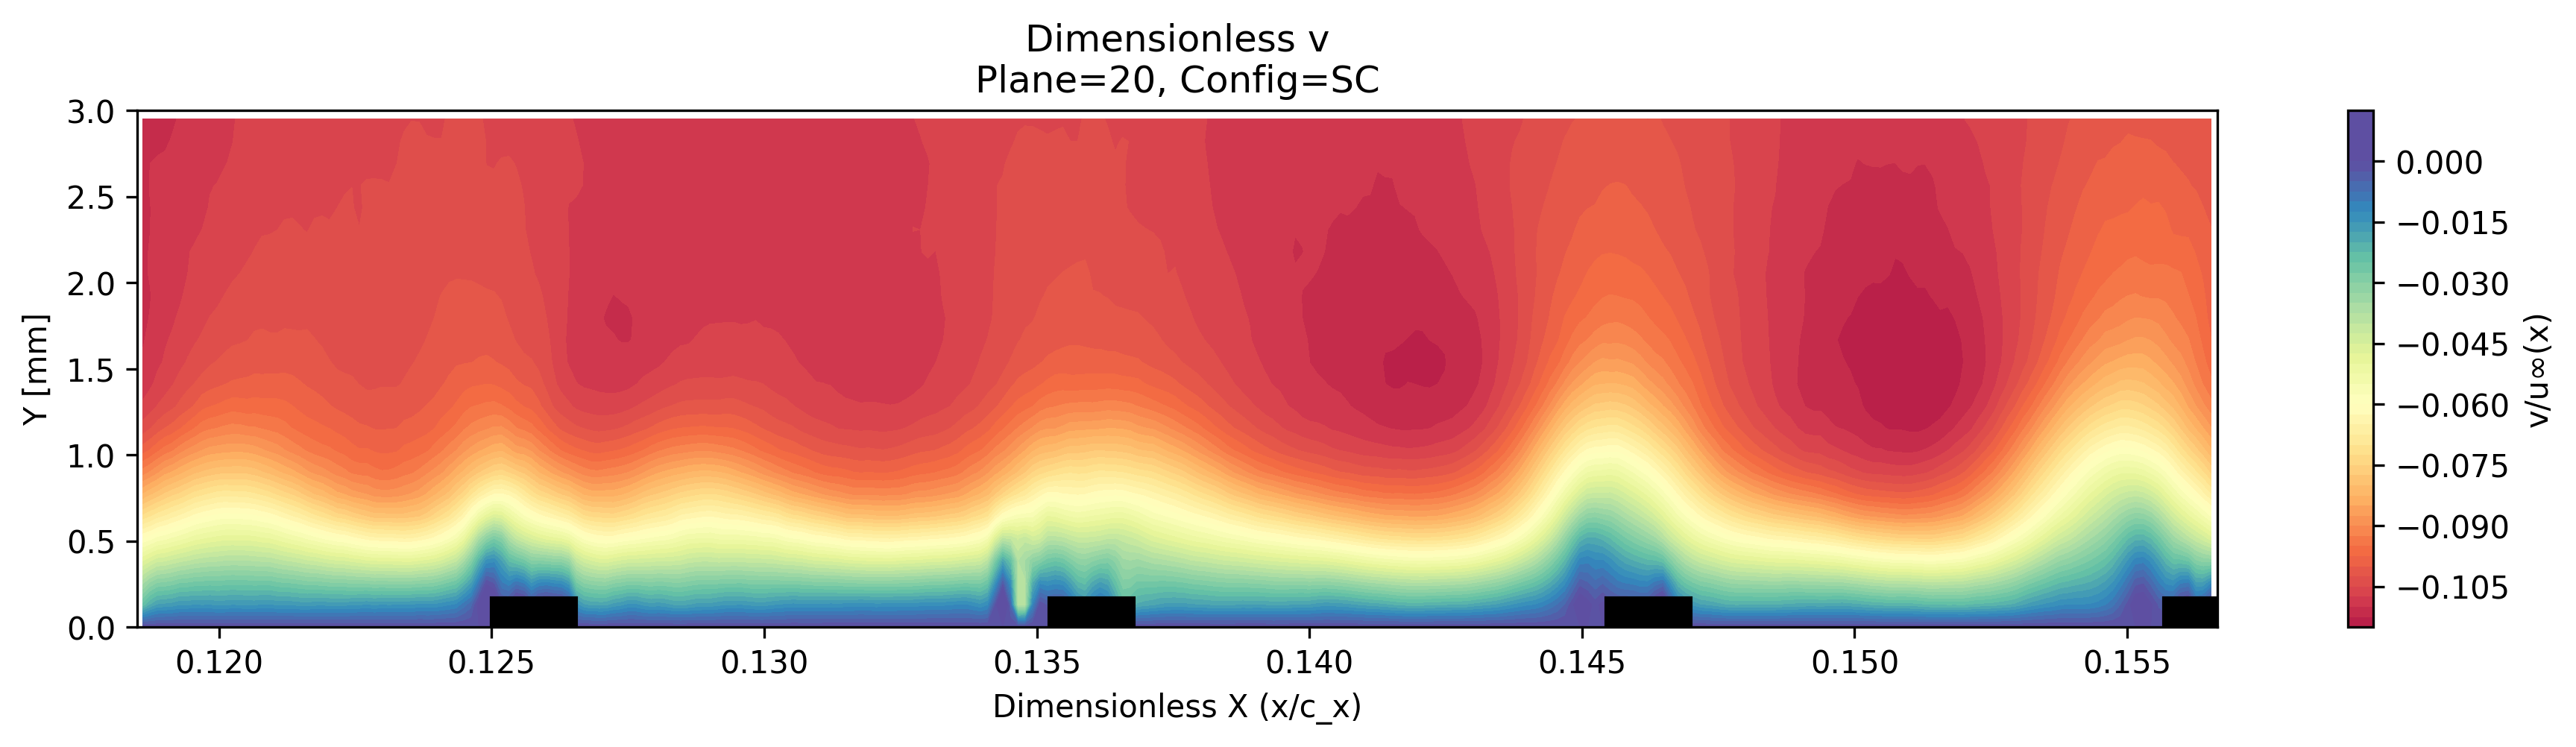 Dimensionless v
Plane=20, Config=SC
3.0
2.5
2.0
1.5
1.0
0.5
0.0
Y [mm]
0.120 0.125 0.130 0.135 0.140 0.145 0.150 0.155
Dimensionless X (x/c_x)
0.000
−0.015
−0.030
−0.045
−0.060
−0.075
−0.090
−0.105
v/u∞(x)